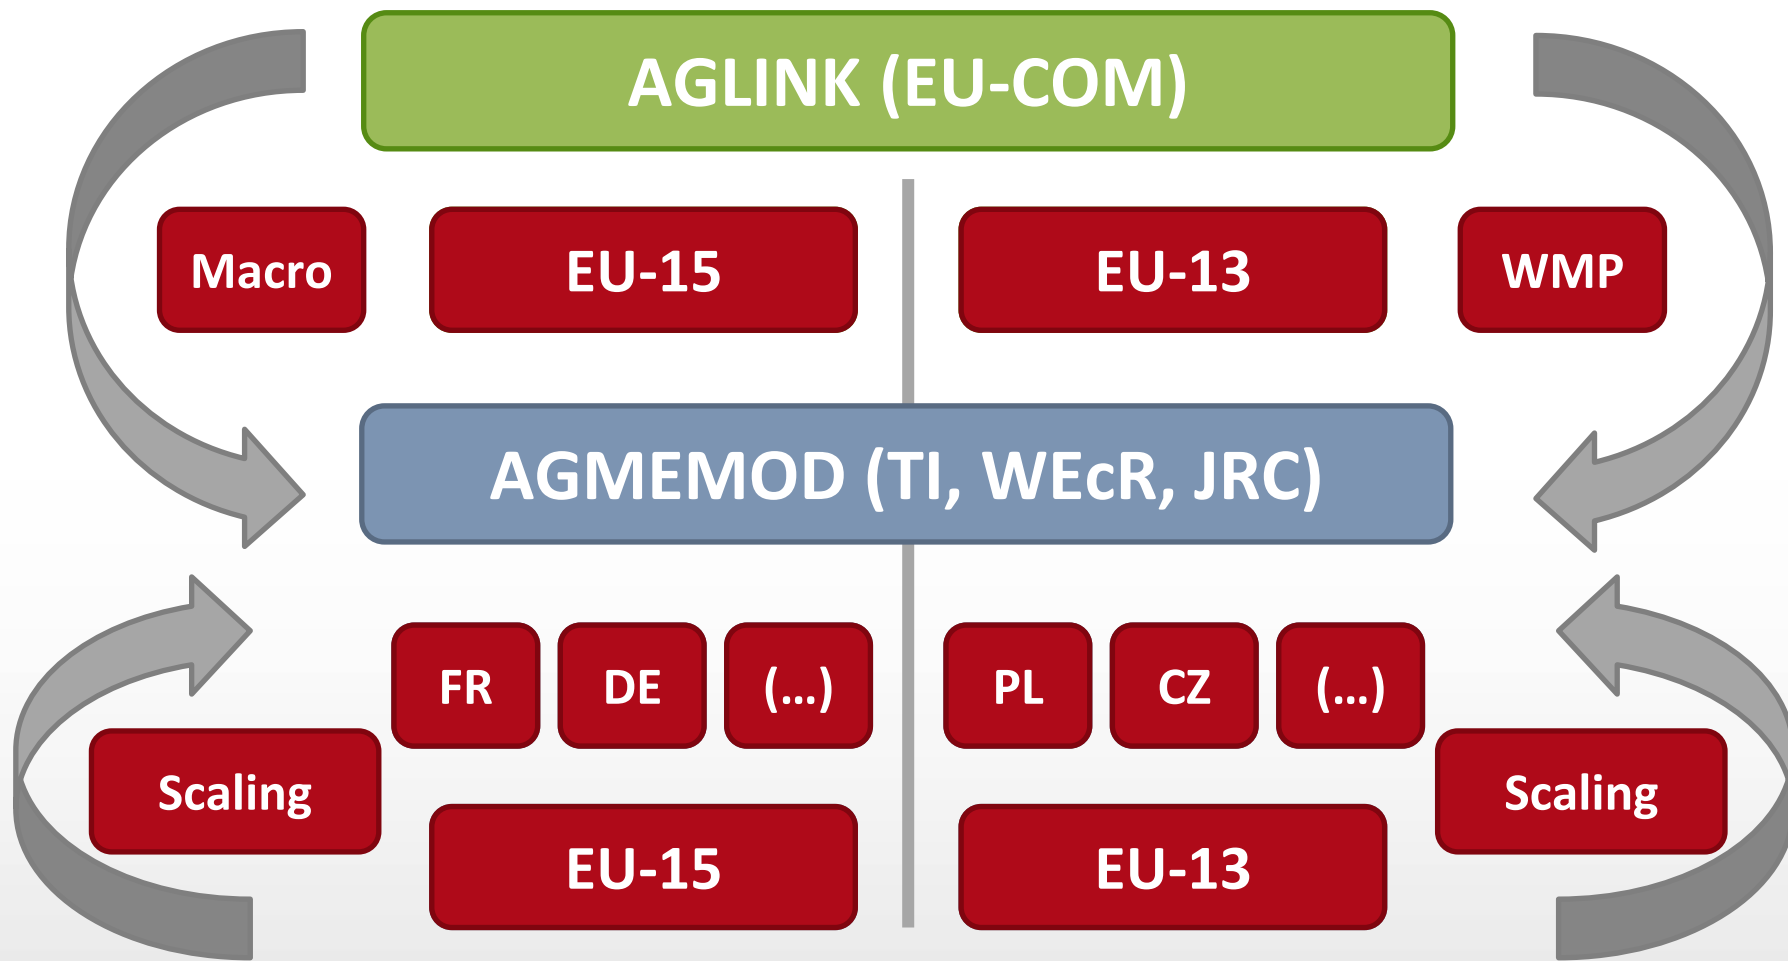 AGLINK (EU-COM)
Macro
EU-15
EU-13
WMP
AGMEMOD (TI, WEcR, JRC)
FR
DE
(...)
PL
CZ
(...)
Scaling
Scaling
EU-15
EU-13